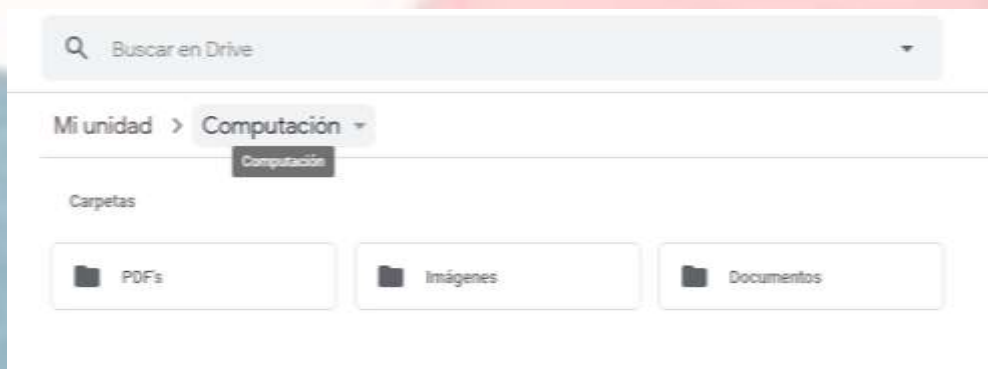 Buscar en Drive
Mi unidad > Computación
Computación
Carpetas
PDF's
Imágenes
Documentos